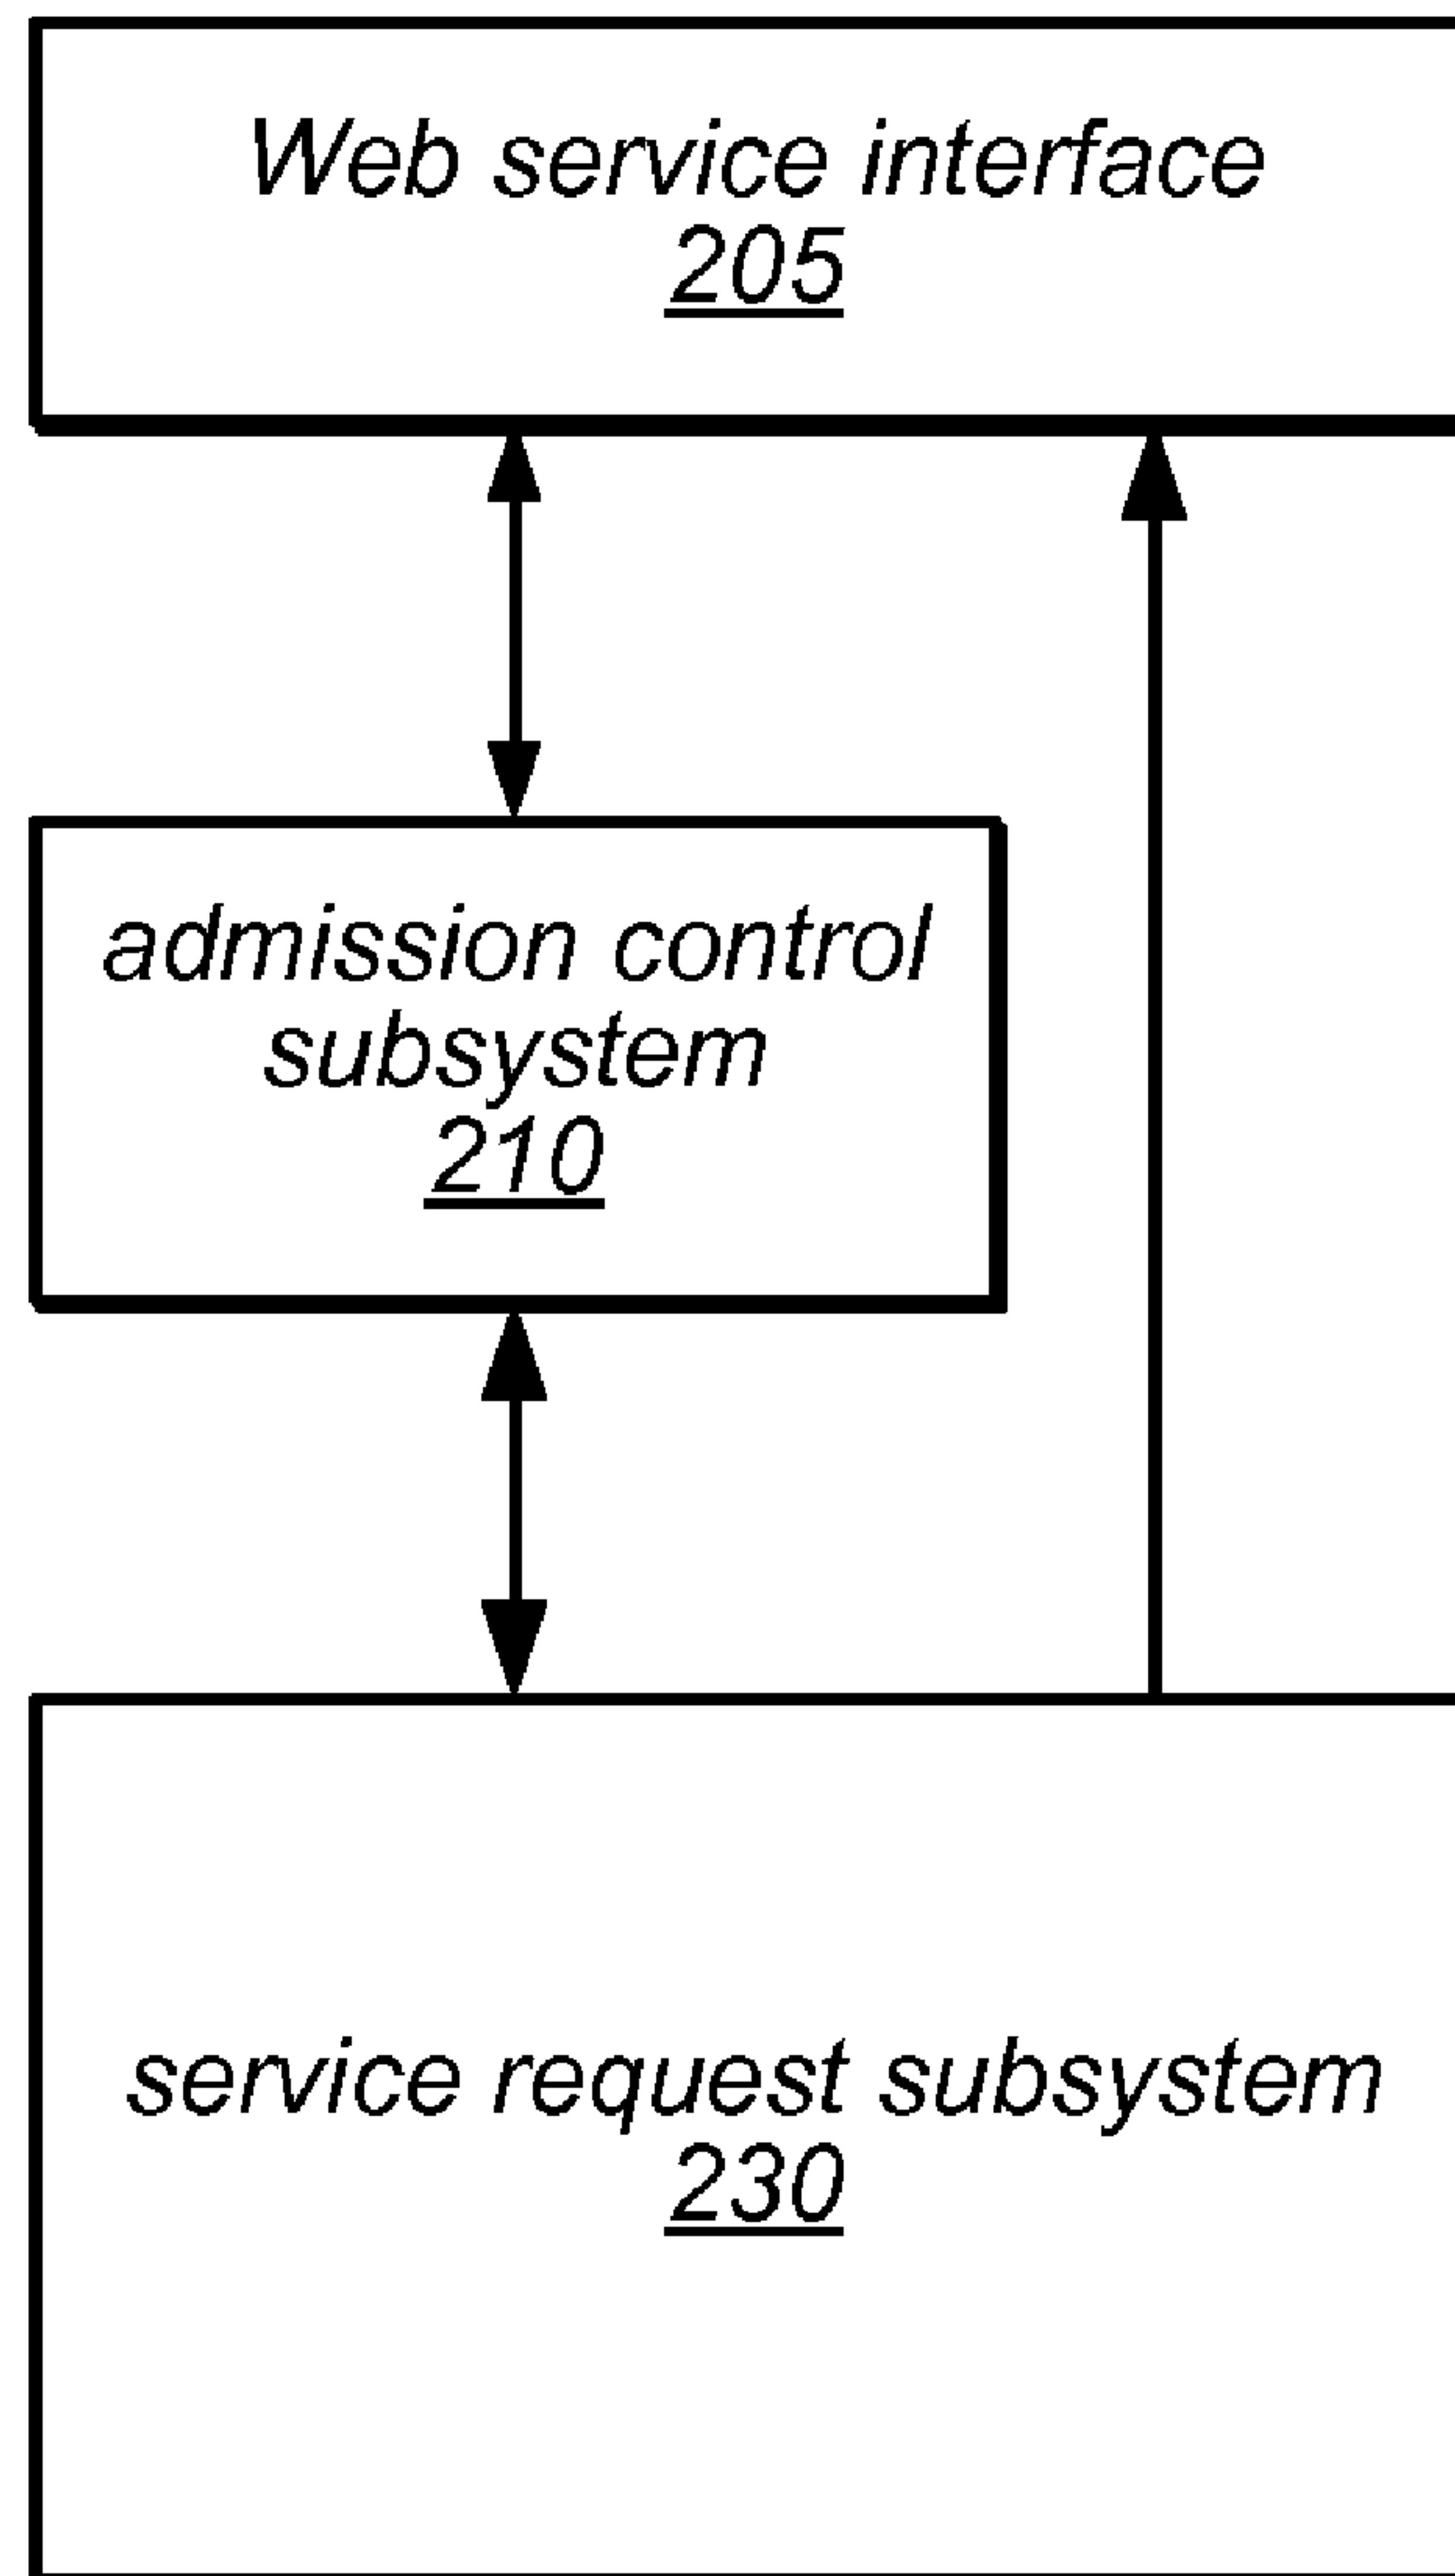 Web service interface
205
admission control
subsystem
210
service request subsystem
230